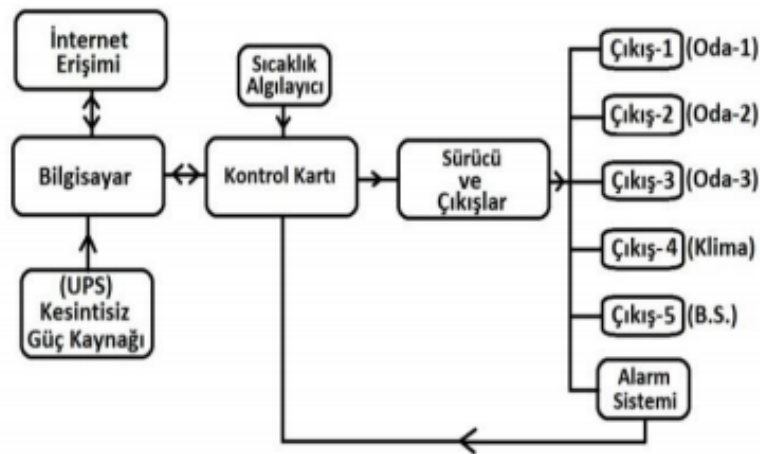 İnternet
Erişimi
Sıcaklık
Algılayıcı
Bilgisayar
Kontrol Kartı
Sürücü
ve
Çıkışlar
(UPS)
Kesintisiz
Güç Kaynağı
Çıkış-1 (Oda-1)
Çıkış-2 (Oda-2)
Çıkış-3 (Oda-3)
Çıkış-4 (Klima)
Çıkış-5 (B.S.)
Alarm
Sistemi